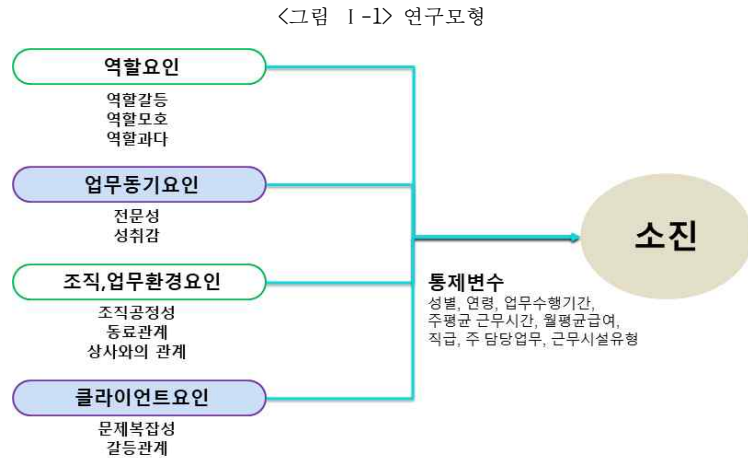 <그림 Ⅰ-1> 연구모형
역할요인
역할갈등
역할모호
역할과다
업무동기요인
전문성
성취감
조직,업무환경요인
조직공정성
동료관계
상사와의 관계
클라이언트요인
문제복잡성
갈등관계
소진
통제변수
성별, 연령, 업무수행기간,
주평균 근무시간, 월평균급여,
직급, 주 담당업무, 근무시설유형